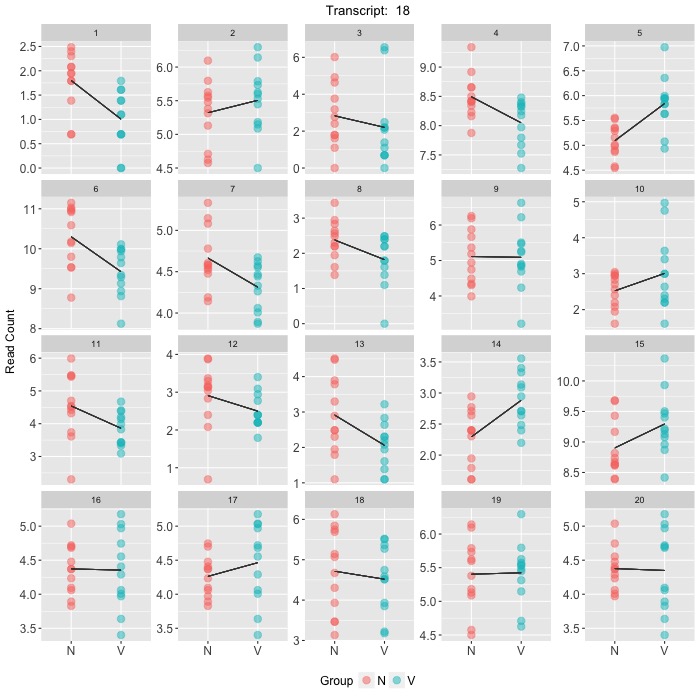 Transcript: 18
1 2 3 4 5
2.5 2.0 1.5 1.0 0.5 0.0
6.0 5.5 5.0 4.5
6 4 2 0
9.0 8.5 8.0 7.5
7.0 6.5 6.0 5.5 5.0 4.5
6 7 8 9 10
11 10 9 8
5.0 4.5 4.0
3 2 1 0
6 5 4
5 4 3 2
Read Count
11 12 13 14 15
6 5 4 3
4 3 2 1
4 3 2 1
3.5 3.0 2.5 2.0
10.0 9.5 9.0 8.5
16 17 18 19 20
5.0 4.5 4.0 3.5
5.0 4.5 4.0 3.5
6 5 4 3
6.0 5.5 5.0 4.5
5.0 4.5 4.0 3.5
N V N V N V N V N V
Group N V